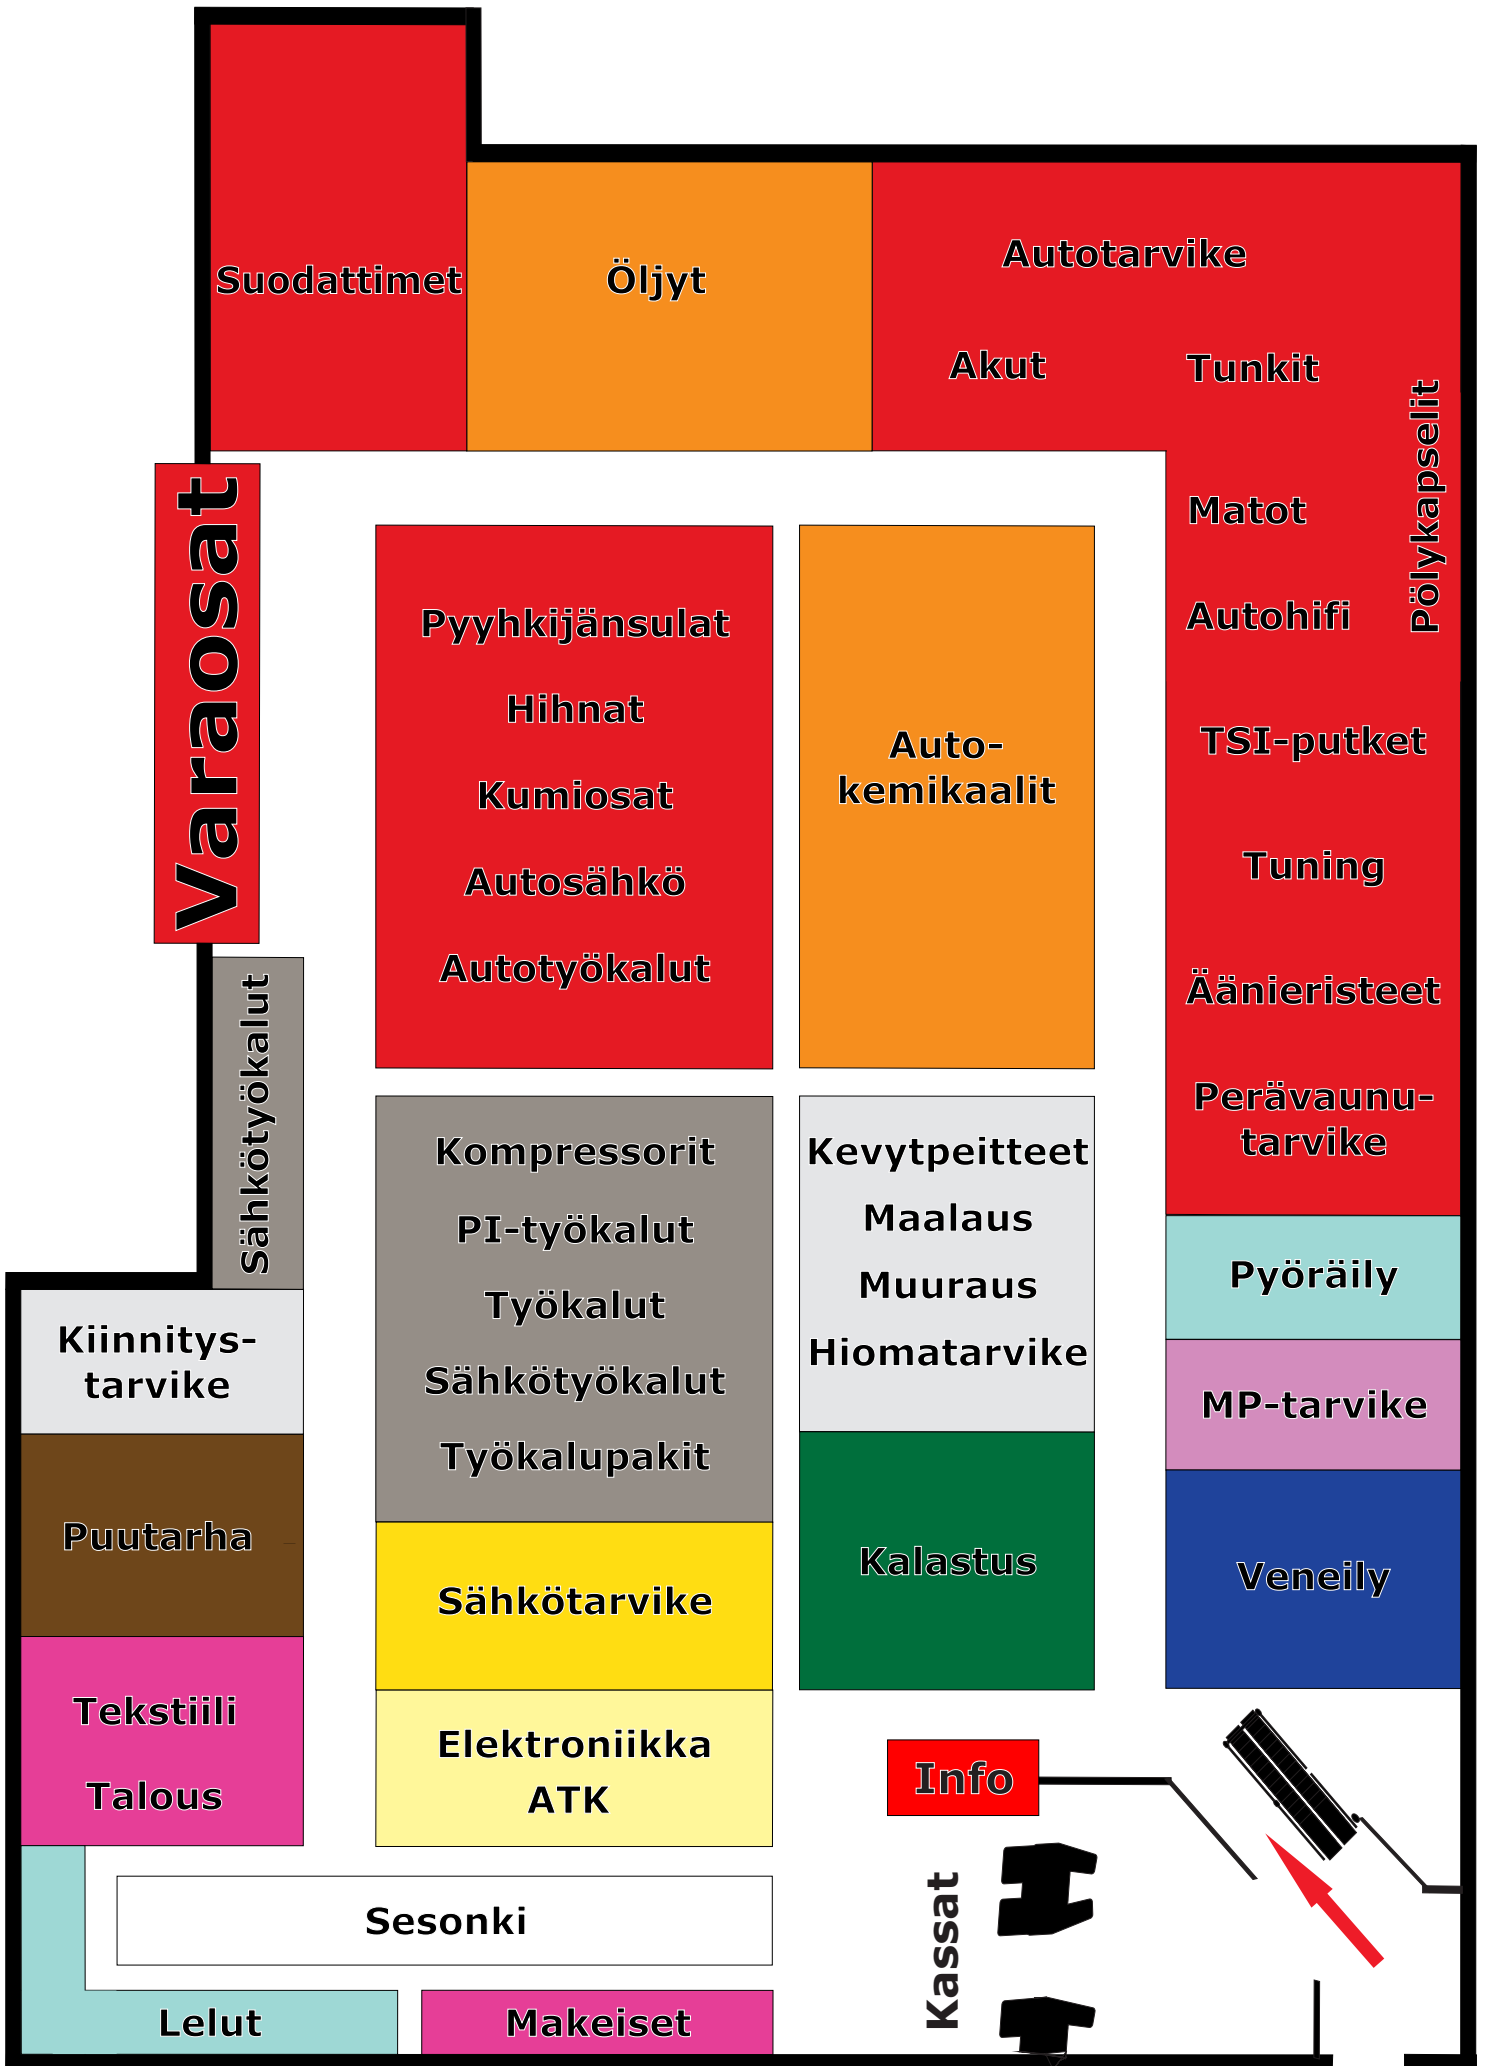 Suodattimet
Öljyt
Autotarvike
Akut
Tunkit
Pölykapselit
Matot
Autohifi
TSI-putket
Tuning
Äänieristeet
Perävaunu-
tarvike
Varaosat
Pyyhkijänsulat
Hihnat
Kumiosat
Autosähkö
Autotyökalut
Auto-
kemikaalit
Sähkötyökalut
Kompressorit
PI-työkalut
Työkalut
Sähkötyökalut
Työkalupakit
Kevytpeitteet
Maalaus
Muuraus
Hiomatarvike
Pyöräily
MP-tarvike
Veneily
Kiinnitys-
tarvike
Puutarha
Tekstiili
Talous
Sähkötarvike
Elektroniikka
ATK
Kalastus
Info
Kassat
Sesonki
Lelut
Makeiset